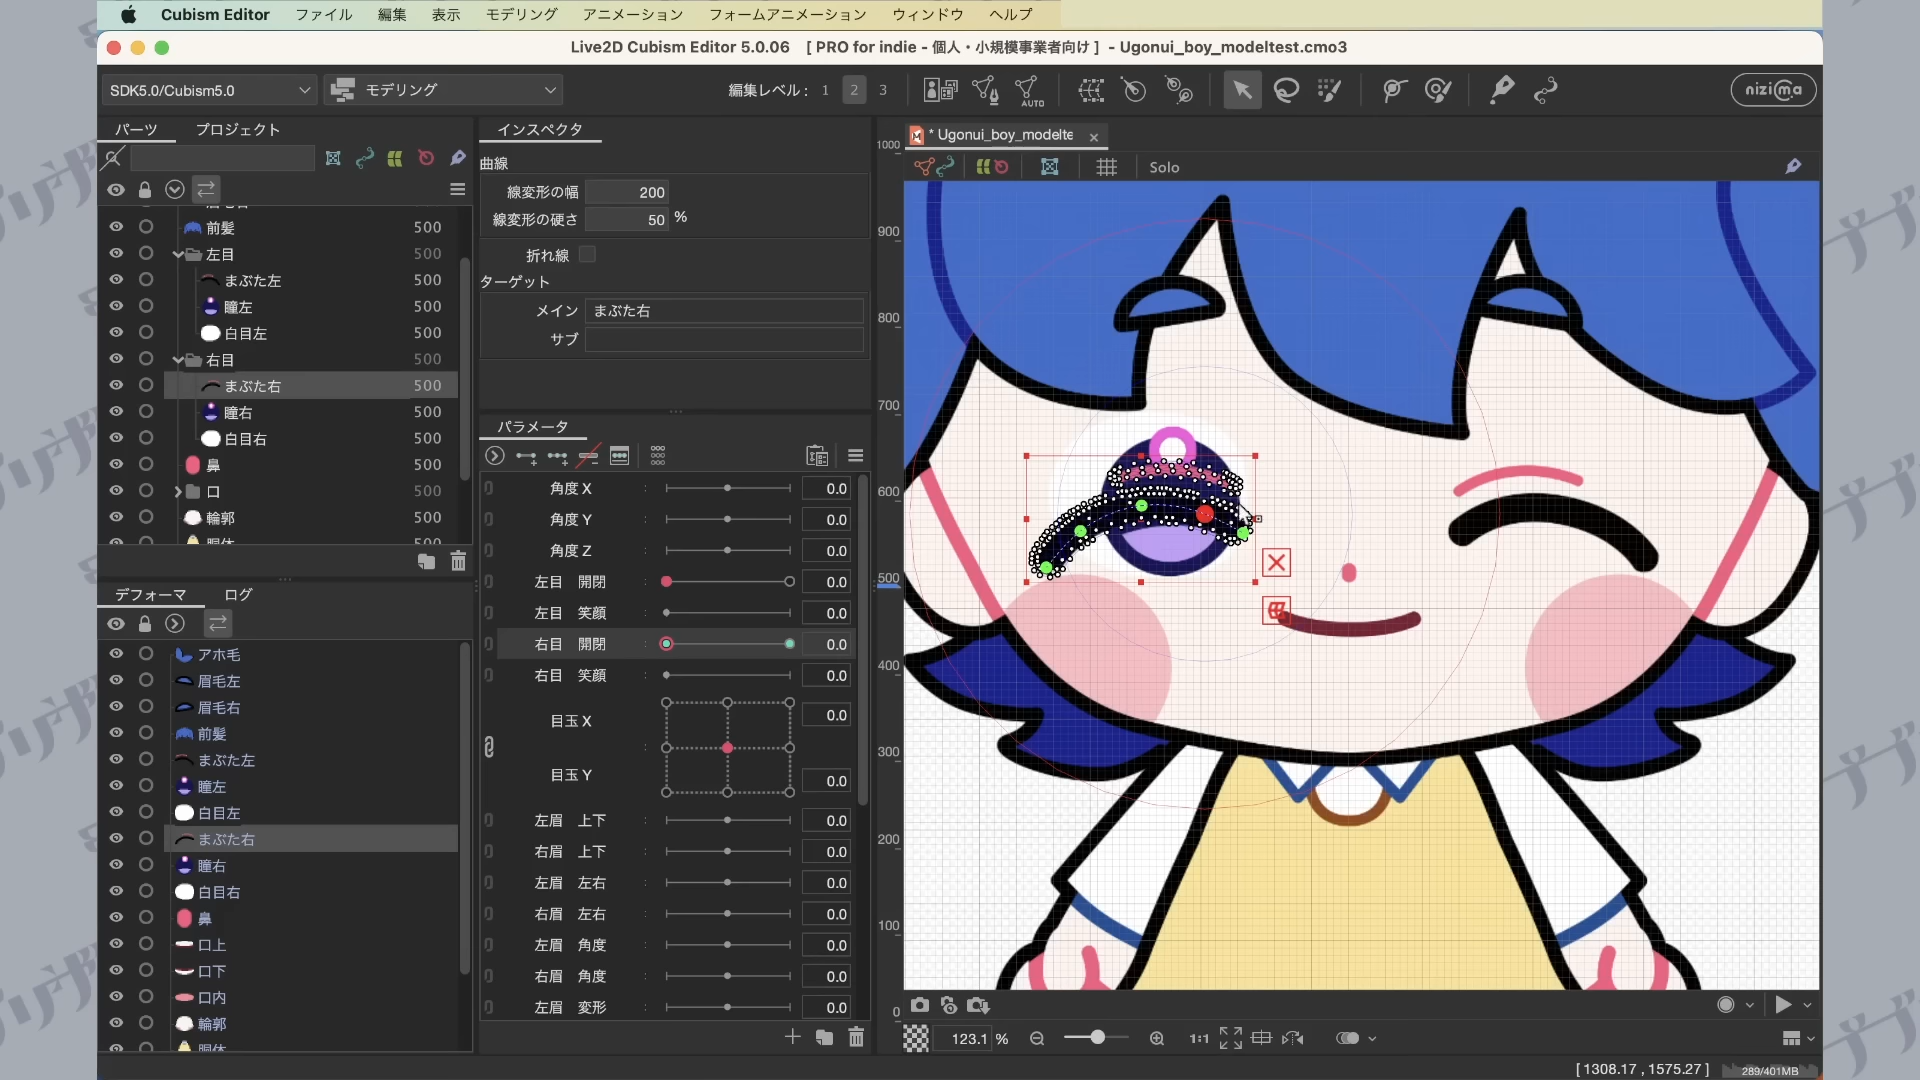 Cubism Editor ファイル 編集 表示 モデリング アニメーション フォームアニメーション ウィンドウ ヘルプ
Live2D Cubism Editor 5.0.06 [ PRO for indie - 個人・小規模事業者向け ] - Ugonui_boy_modeltest.cmo3
SDK5.0/Cubism5.0 モデリング 編集レベル : 1 2 3 AUTO nizima
パーツ プロジェクト
前髪 500
左目 500
まぶた左 500
瞳左 500
白目左 500
右目 500
まぶた右 500
瞳右 500
白目右 500
鼻 500
口 500
輪郭 500
胴体 500
デフォーマ ログ
アホ毛
眉毛左
眉毛右
前髪
まぶた左
瞳左
白目左
まぶた右
瞳右
白目右
鼻
口上
口下
口内
輪郭
胴体
インスペクタ
曲線
線変形の幅 200
線変形の硬さ 50 %
折れ線
ターゲット
メイン まぶた右
サブ
パラメータ
角度 X : 0.0
角度 Y : 0.0
角度 Z : 0.0
左目 開閉 : 0.0
左目 笑顔 : 0.0
右目 開閉 : 0.0
右目 笑顔 : 0.0
目玉 X 0.0
目玉 Y 0.0
左眉 上下 : 0.0
右眉 上下 : 0.0
左眉 左右 : 0.0
右眉 左右 : 0.0
左眉 角度 : 0.0
右眉 角度 : 0.0
左眉 変形 : 0.0
* Ugonui_boy_modelte
Solo
1000
900
800
700
600
500
400
300
200
100
0
123.1 % 1:1
[ 1308.17 , 1575.27 ] 289/401MB